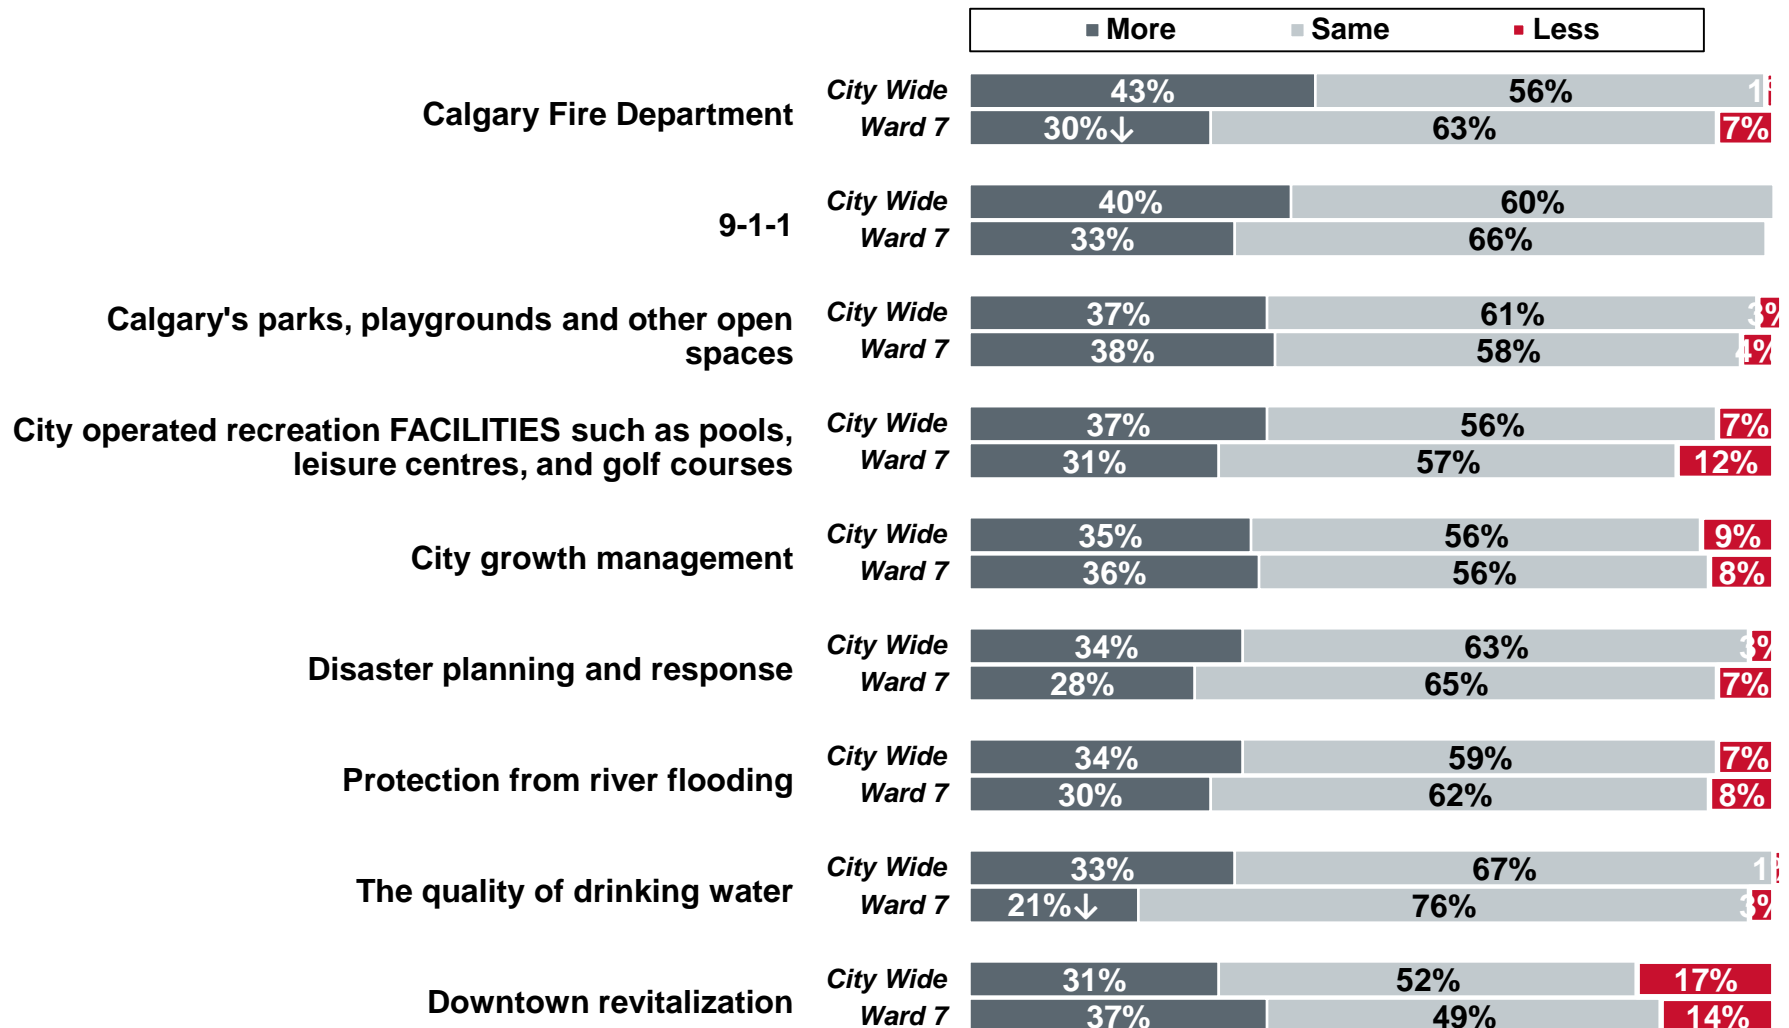 More Same Less
Calgary Fire Department
City Wide 43% 56% 1%
Ward 7 30%↓ 63% 7%
9-1-1
City Wide 40% 60%
Ward 7 33% 66%
Calgary's parks, playgrounds and other open
spaces
City Wide 37% 61% 3%
Ward 7 38% 58% 4%
City operated recreation FACILITIES such as pools,
leisure centres, and golf courses
City Wide 37% 56% 7%
Ward 7 31% 57% 12%
City growth management
City Wide 35% 56% 9%
Ward 7 36% 56% 8%
Disaster planning and response
City Wide 34% 63% 3%
Ward 7 28% 65% 7%
Protection from river flooding
City Wide 34% 59% 7%
Ward 7 30% 62% 8%
The quality of drinking water
City Wide 33% 67% 1%
Ward 7 21%↓ 76% 3%
Downtown revitalization
City Wide 31% 52% 17%
Ward 7 37% 49% 14%